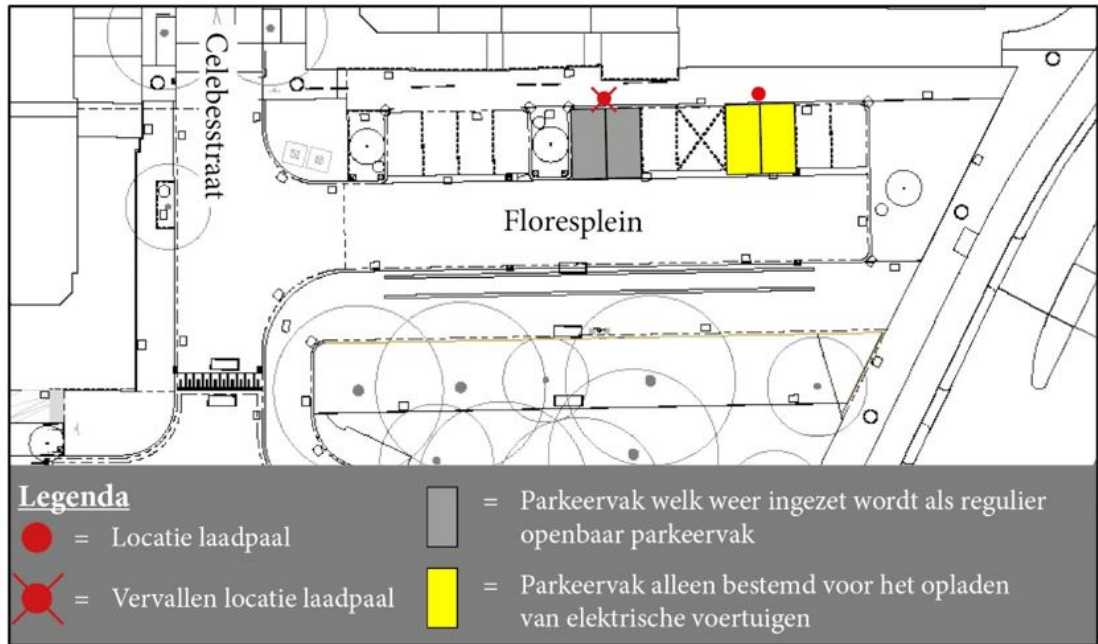 Celebesstraat
Floresplein
Legenda
= Locatie laadpaal
= Vervallen locatie laadpaal
= Parkeervak welk weer ingezet wordt als regulier
openbaar parkeervak
= Parkeervak alleen bestemd voor het opladen
van elektrische voertuigen